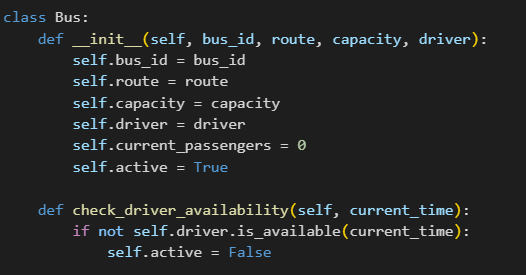 class Bus:
    def __init__(self, bus_id, route, capacity, driver):
        self.bus_id = bus_id
        self.route = route
        self.capacity = capacity
        self.driver = driver
        self.current_passengers = 0
        self.active = True

    def check_driver_availability(self, current_time):
        if not self.driver.is_available(current_time):
            self.active = False